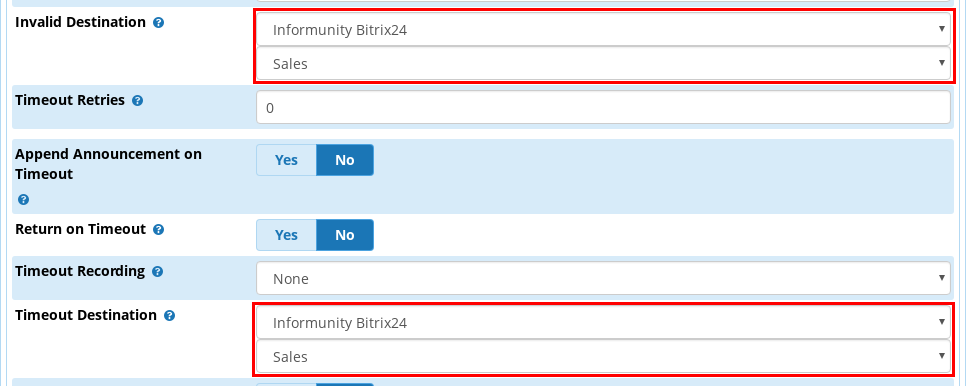 Invalid Destination
Informunity Bitrix24
Sales
Timeout Retries
0
Append Announcement on
Timeout
Yes No
Return on Timeout
Yes No
Timeout Recording
None
Timeout Destination
Informunity Bitrix24
Sales